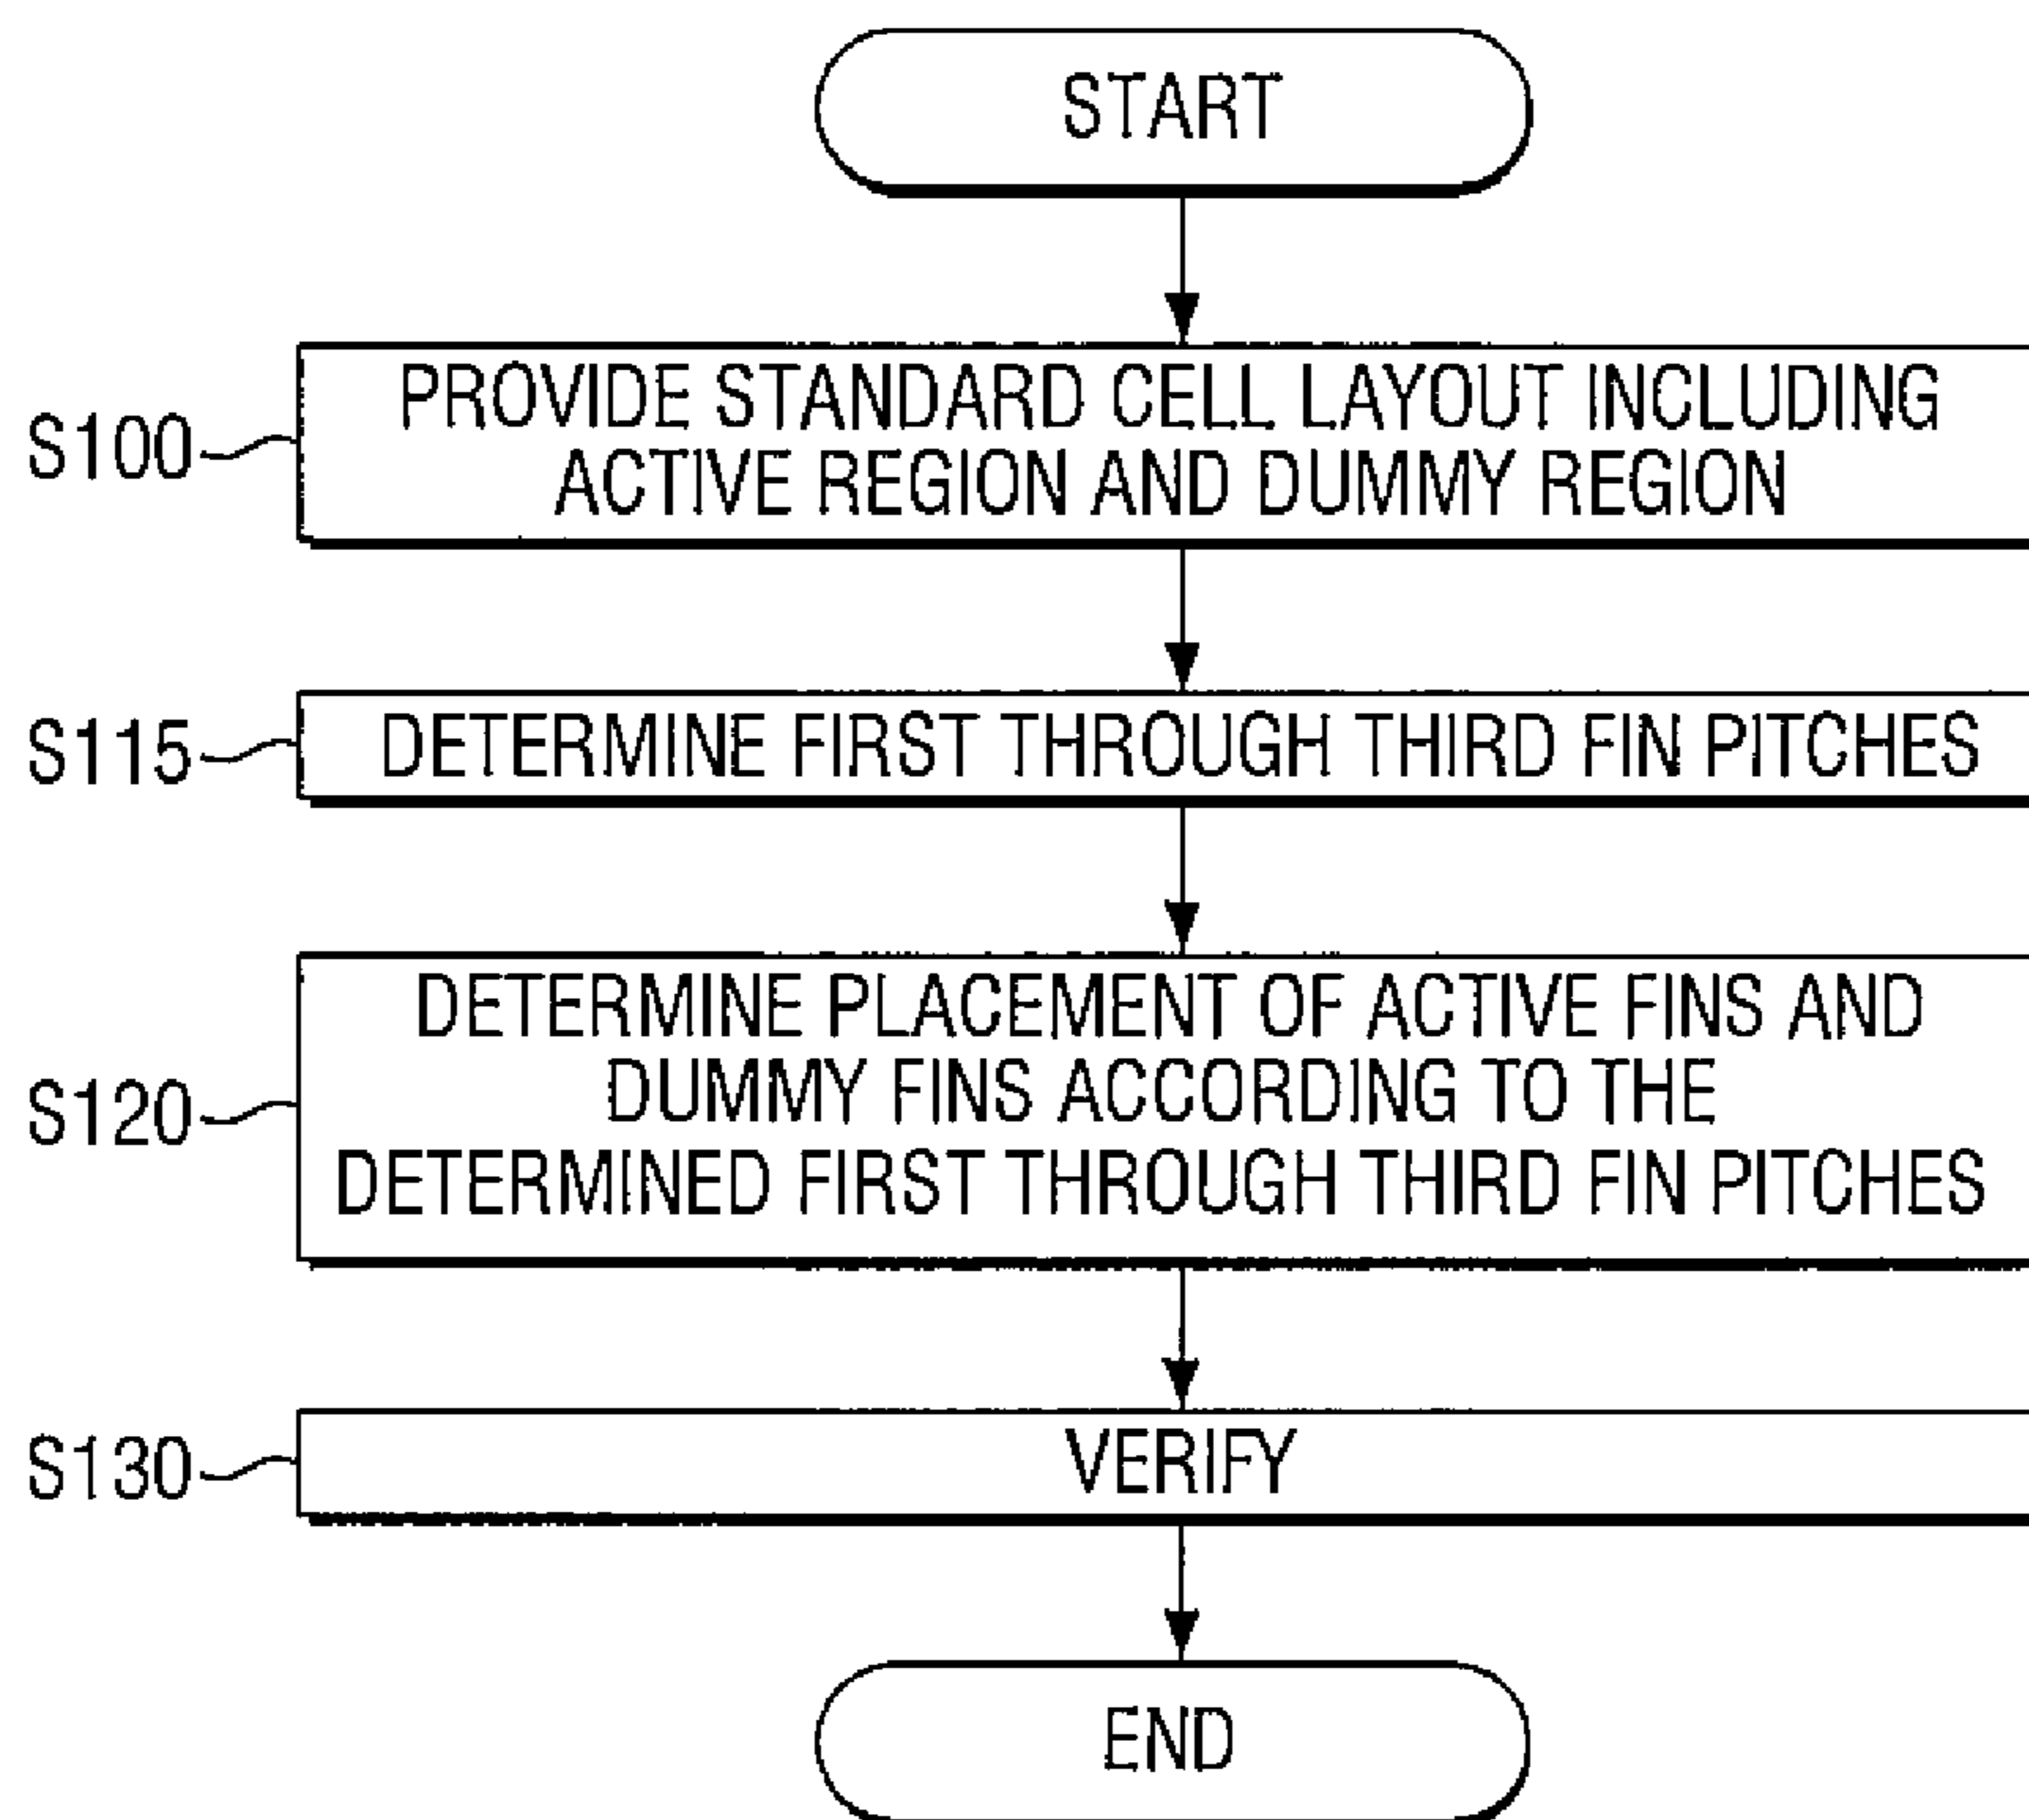 START
S100
PROVIDE STANDARD CELL LAYOUT INCLUDING
ACTIVE REGION AND DUMMY REGION
S115
DETERMINE FIRST THROUGH THIRD FIN PITCHES
S120
DETERMINE PLACEMENT OF ACTIVE FINS AND
DUMMY FINS ACCORDING TO THE
DETERMINED FIRST THROUGH THIRD FIN PITCHES
S130
VERIFY
END